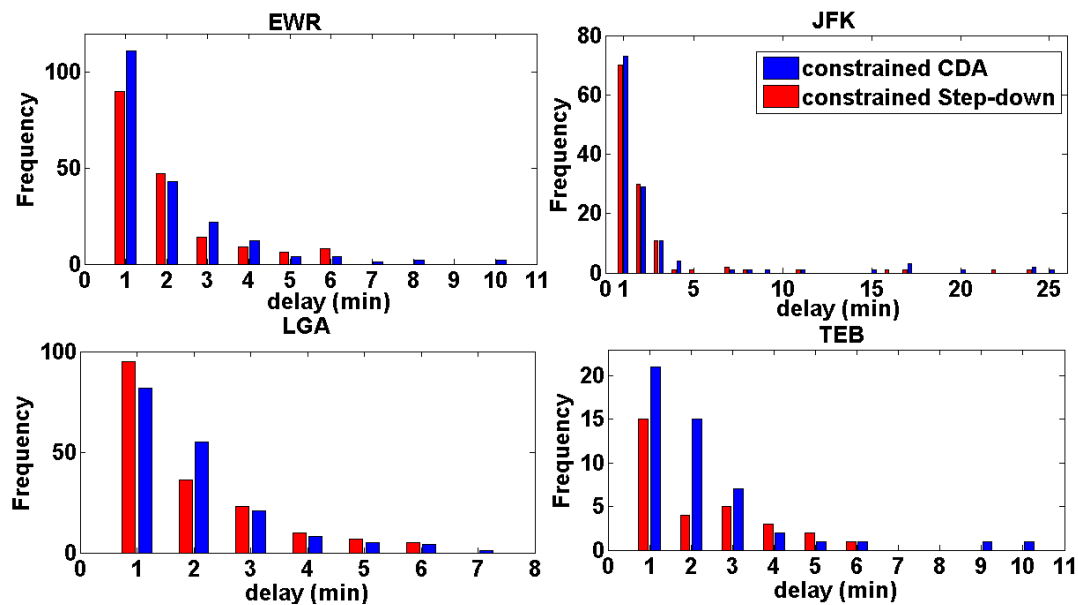 EWR
Frequency
100
50
0
0 1 2 3 4 5 6 7 8 9 10 11
delay (min)
JFK
Frequency
80
60
40
20
0
constrained CDA
constrained Step-down
0 1 5 10 15 20 25
delay (min)
LGA
Frequency
100
50
0
0 1 2 3 4 5 6 7 8
delay (min)
TEB
Frequency
20
15
10
5
0
0 1 2 3 4 5 6 7 8 9 10 11
delay (min)